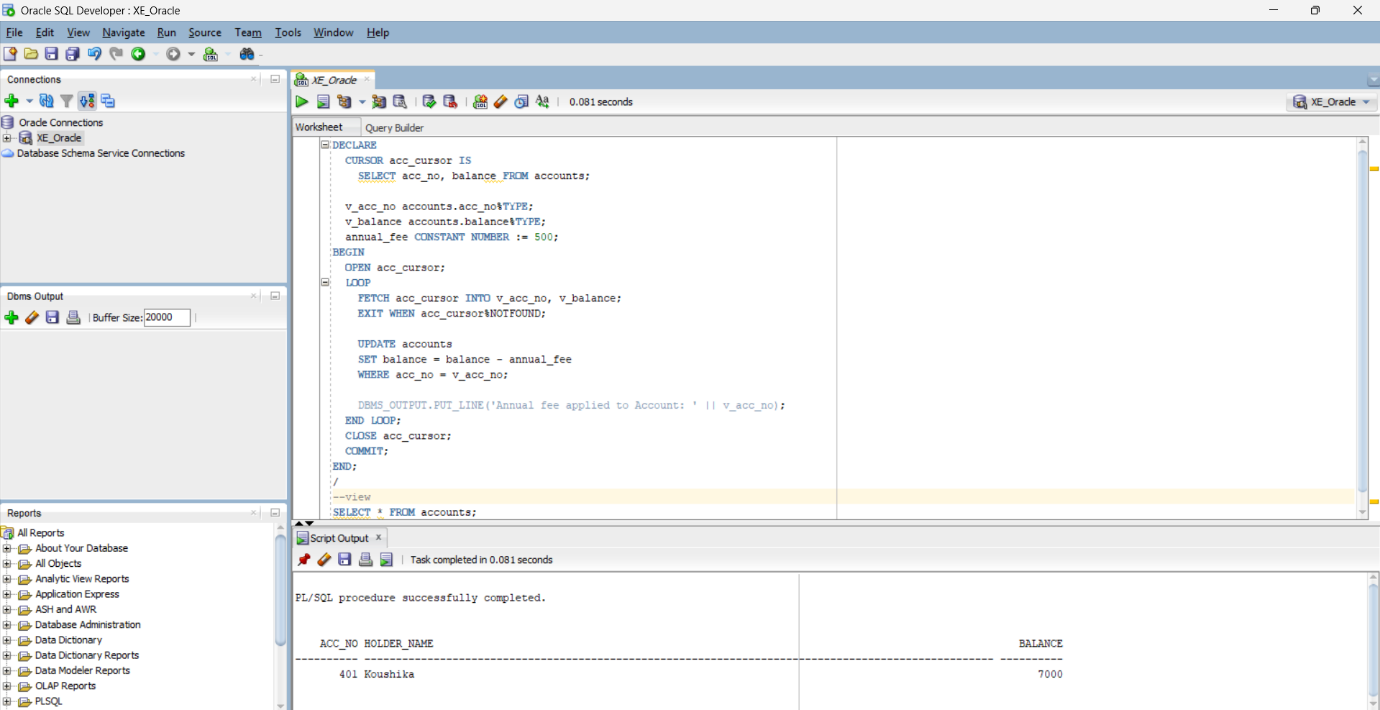 Oracle SQL Developer : XE_Oracle
File Edit View Navigate Run Source Team Tools Window Help
Connections
Oracle Connections
XE_Oracle
Database Schema Service Connections
Dbms Output
Buffer Size: 20000
Reports
All Reports
About Your Database
All Objects
Analytic View Reports
Application Express
ASH and AWR
Database Administration
Data Dictionary
Data Dictionary Reports
Data Modeler Reports
OLAP Reports
PLSQL
XE_Oracle
0.081 seconds
XE_Oracle
Worksheet Query Builder
DECLARE
CURSOR acc_cursor IS
SELECT acc_no, balance FROM accounts;
v_acc_no accounts.acc_no%TYPE;
v_balance accounts.balance%TYPE;
annual_fee CONSTANT NUMBER := 500;
BEGIN
OPEN acc_cursor;
LOOP
FETCH acc_cursor INTO v_acc_no, v_balance;
EXIT WHEN acc_cursor%NOTFOUND;
UPDATE accounts
SET balance = balance - annual_fee
WHERE acc_no = v_acc_no;
DBMS_OUTPUT.PUT_LINE('Annual fee applied to Account: ' || v_acc_no);
END LOOP;
CLOSE acc_cursor;
COMMIT;
END;
/
--view
SELECT * FROM accounts;
Script Output
Task completed in 0.081 seconds
PL/SQL procedure successfully completed.
ACC_NO HOLDER_NAME BALANCE
401 Koushika 7000